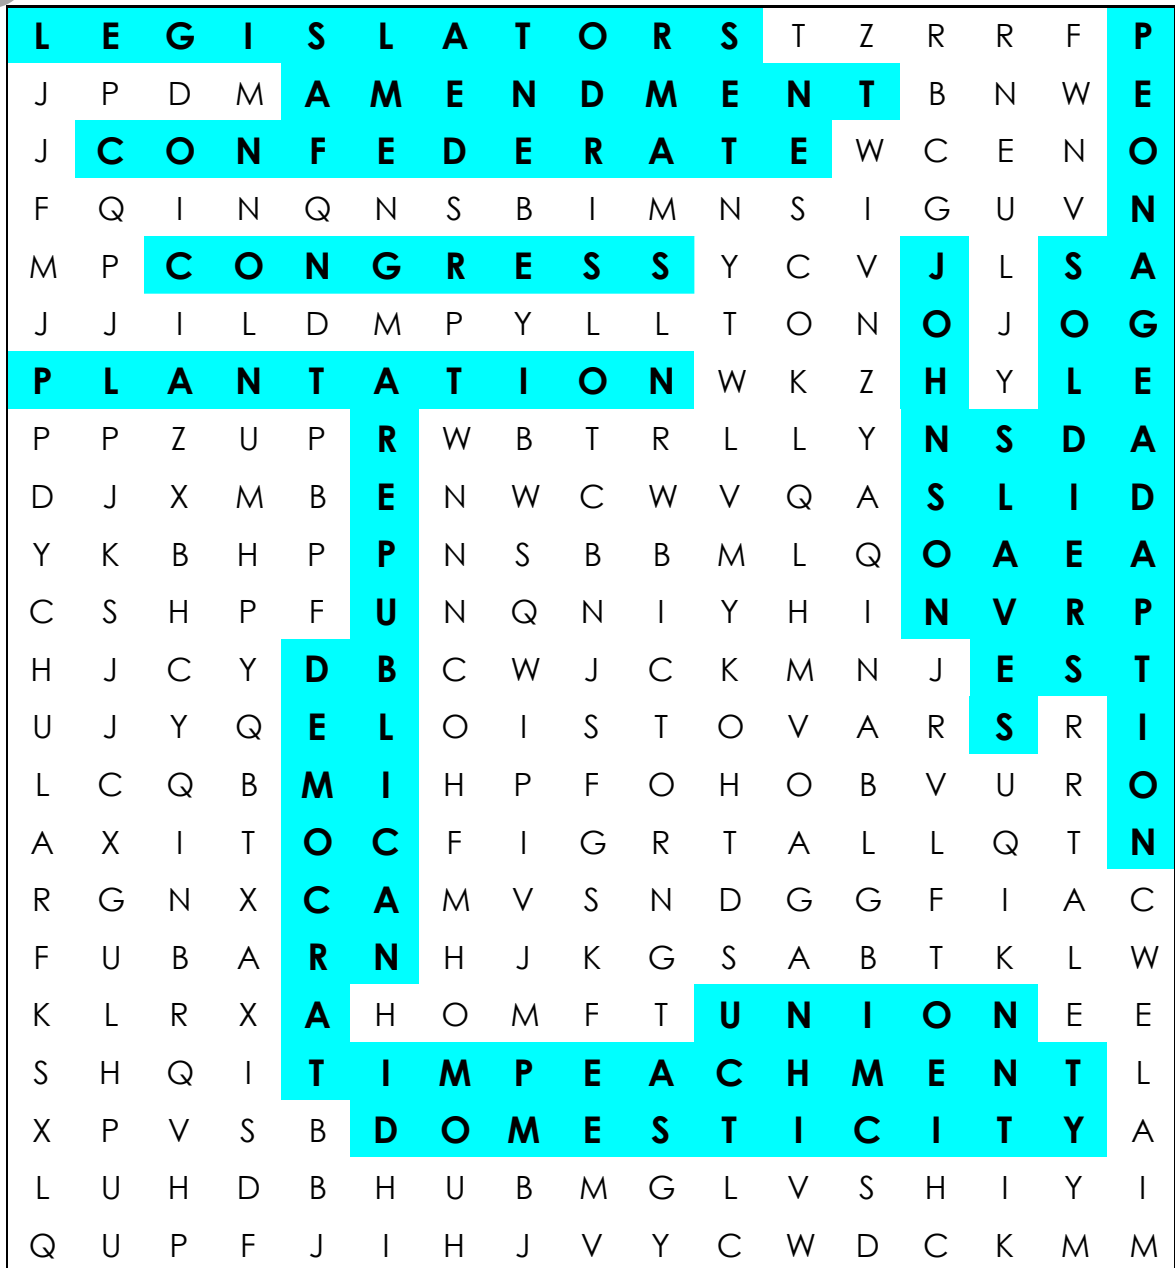 L E G I S L A T O R S T Z R R F P
J P D M A M E N D M E N T B N W E
J C O N F E D E R A T E W C E N O
F Q I N Q N S B I M N S I G U V N
M P C O N G R E S S Y C V J L S A
J J I L D M P Y L L T O N O J O G
P L A N T A T I O N W K Z H Y L E
P P Z U P R W B T R L L Y N S D A
D J X M B E N W C W V Q A S L I D
Y K B H P P N S B B M L Q O A E A
C S H P F U N Q N I Y H I N V R P
H J C Y D B C W J C K M N J E S T
U J Y Q E L O I S T O V A R S R I
L C Q B M I H P F O H O B V U R O
A X I T O C F I G R T A L L Q T N
R G N X C A M V S N D G G F I A C
F U B A R N H J K G S A B T K L W
K L R X A H O M F T U N I O N E E
S H Q I T I M P E A C H M E N T L
X P V S B D O M E S T I C I T Y A
L U H D B H U B M G L V S H I Y I
Q U P F J I H J V Y C W D C K M M